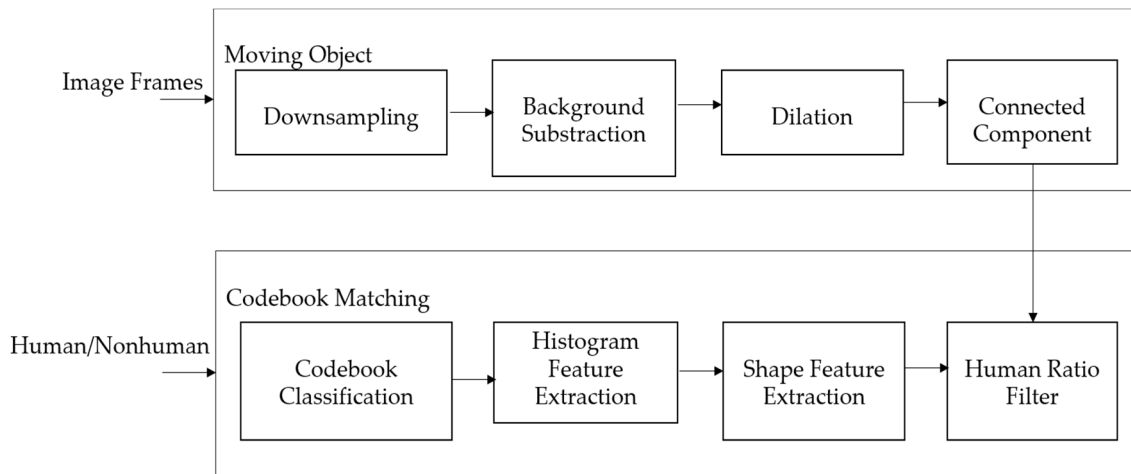 Moving Object
Image Frames
Downsampling
Background
Substraction
Dilation
Connected
Component
Codebook Matching
Human/Nonhuman
Codebook
Classification
Histogram
Feature
Extraction
Shape Feature
Extraction
Human Ratio
Filter